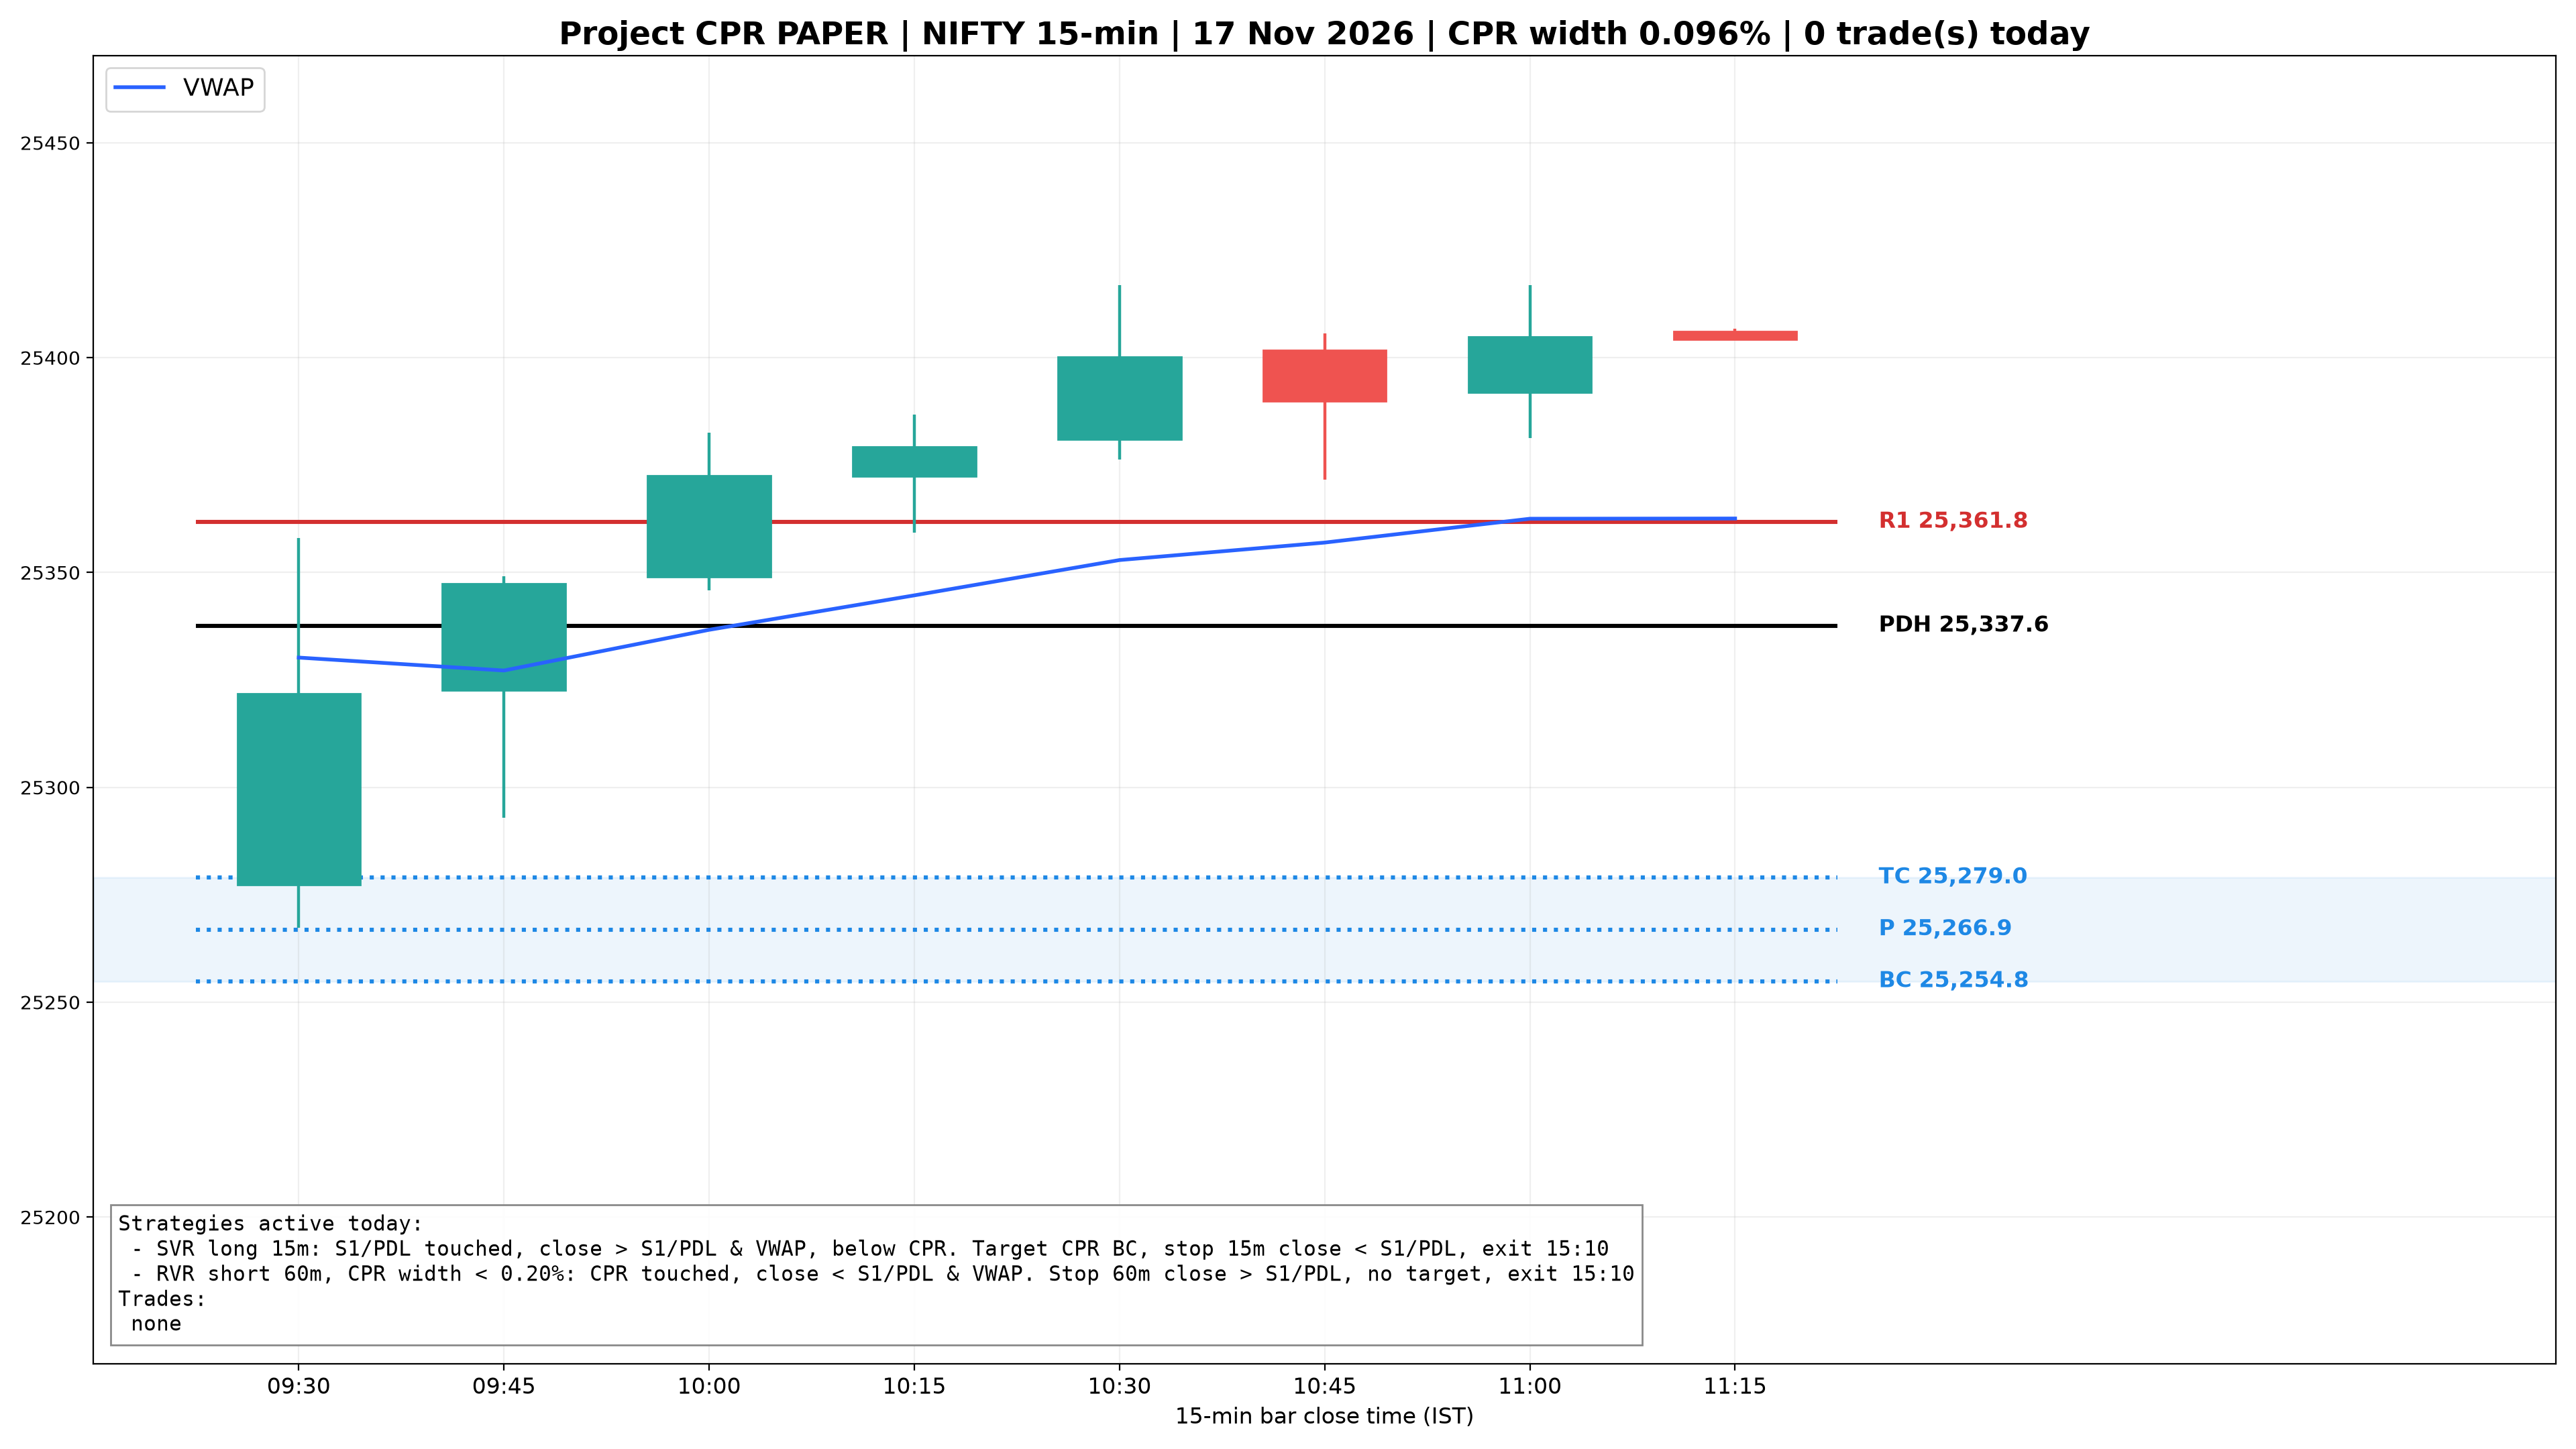 Project CPR PAPER | NIFTY 15-min | 17 Nov 2026 | CPR width 0.096% | 0 trade(s) today
VWAP
25450
25400
25350
25300
25250
25200
R1 25,361.8
PDH 25,337.6
TC 25,279.0
P 25,266.9
BC 25,254.8
Strategies active today:
- SVR long 15m: S1/PDL touched, close > S1/PDL & VWAP, below CPR. Target CPR BC, stop 15m close < S1/PDL, exit 15:10
- RVR short 60m, CPR width < 0.20%: CPR touched, close < S1/PDL & VWAP. Stop 60m close > S1/PDL, no target, exit 15:10
Trades:
none
09:30 09:45 10:00 10:15 10:30 10:45 11:00 11:15
15-min bar close time (IST)